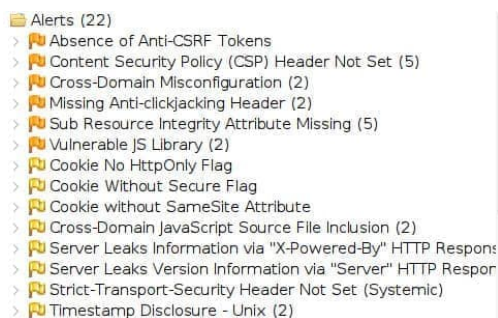 Alerts (22)
Absence of Anti-CSRF Tokens
Content Security Policy (CSP) Header Not Set (5)
Cross-Domain Misconfiguration (2)
Missing Anti-clickjacking Header (2)
Sub Resource Integrity Attribute Missing (5)
Vulnerable JS Library (2)
Cookie No HttpOnly Flag
Cookie Without Secure Flag
Cookie without SameSite Attribute
Cross-Domain JavaScript Source File Inclusion (2)
Server Leaks Information via "X-Powered-By" HTTP Respons
Server Leaks Version Information via "Server" HTTP Respor
Strict-Transport-Security Header Not Set (Systemic)
Timestamp Disclosure - Unix (2)